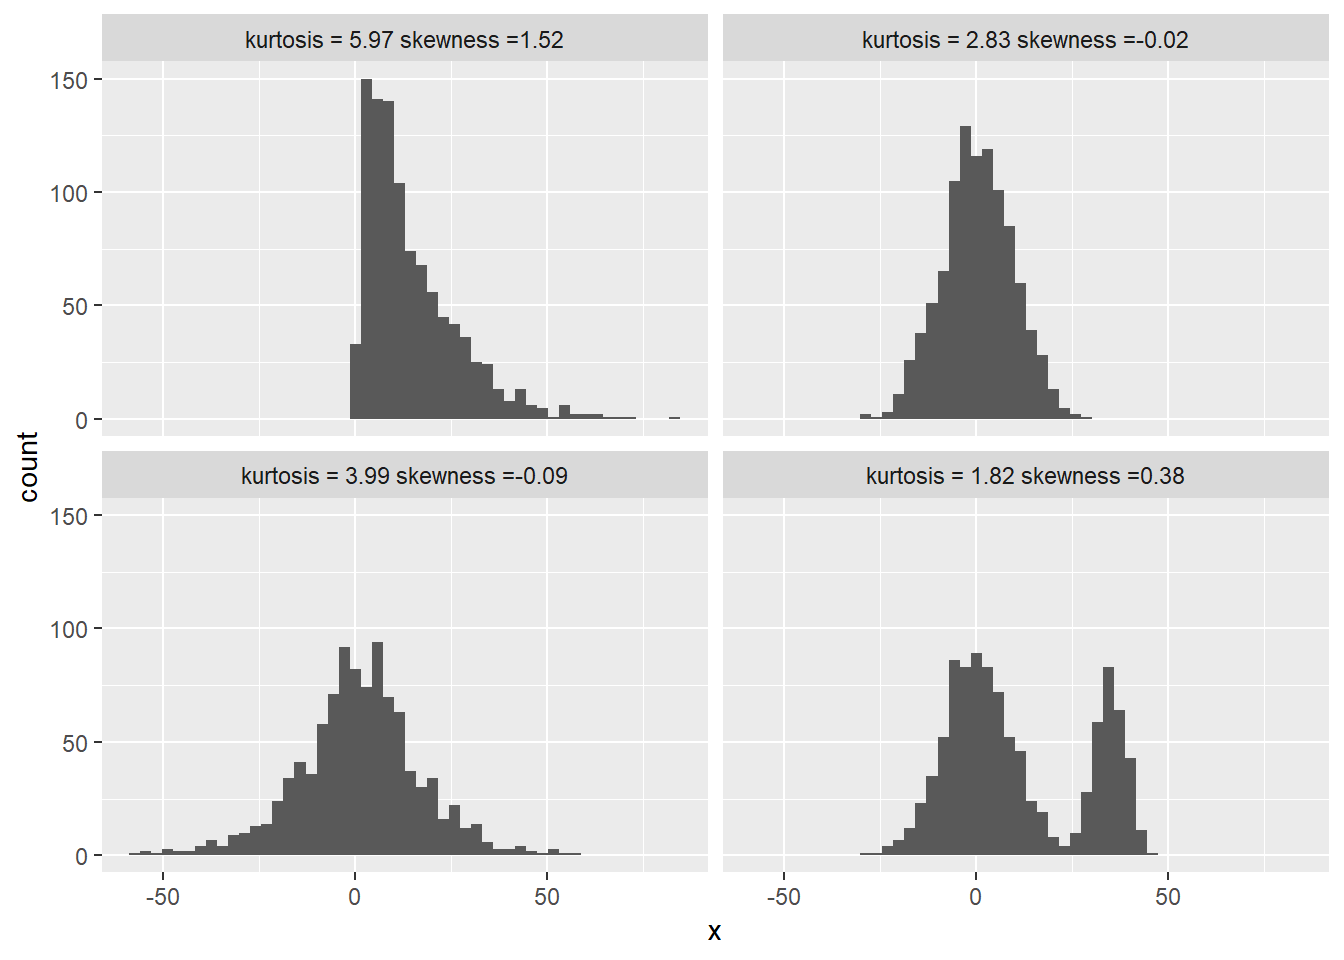 kurtosis = 5.97 skewness =1.52
kurtosis = 2.83 skewness =-0.02
150
100
50
0
count
kurtosis = 3.99 skewness =-0.09
kurtosis = 1.82 skewness =0.38
150
100
50
0
-50 0 50
-50 0 50
x